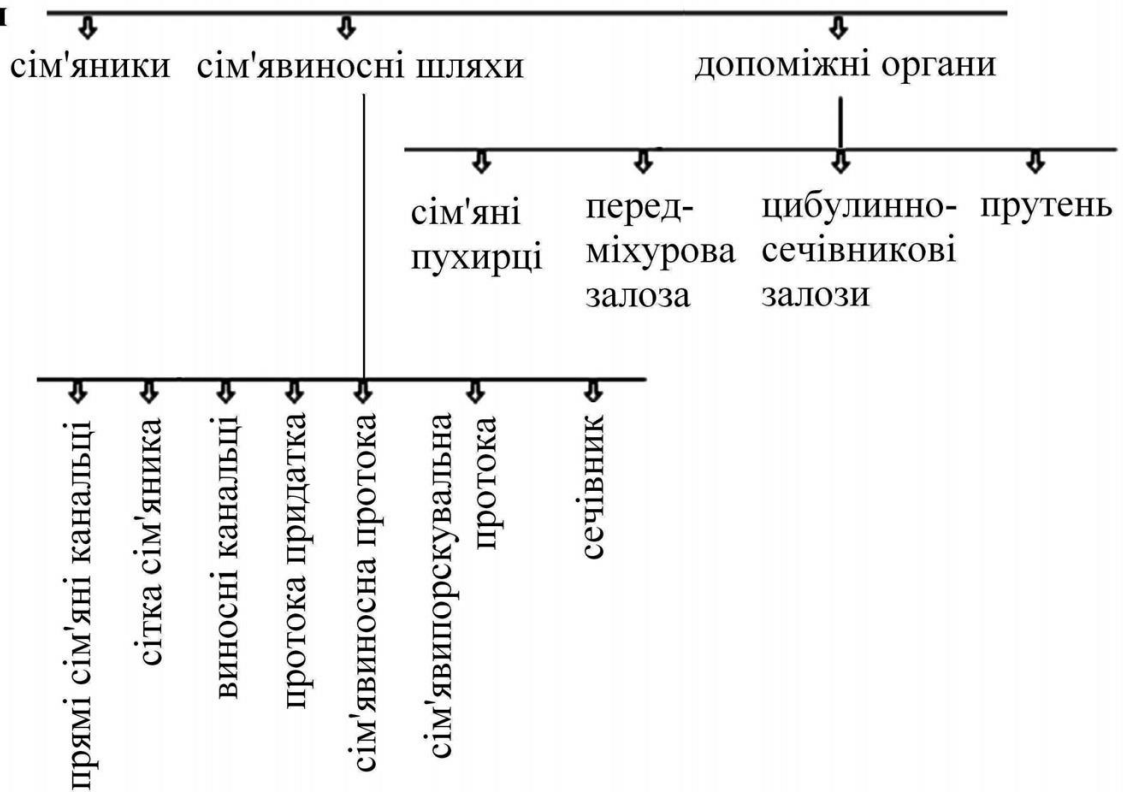 сім'яники сім'явиносні шляхи допоміжні органи
сім'яні
пухирці
перед-
міхурова
залоза
цибулинно-
сечівникові
залози
прутень
прямі сім'яні канальці
сітка сім'яника
виносні канальці
протока придатка
сім'явиносна протока
сім'явипорскувальна
протока
сечівник